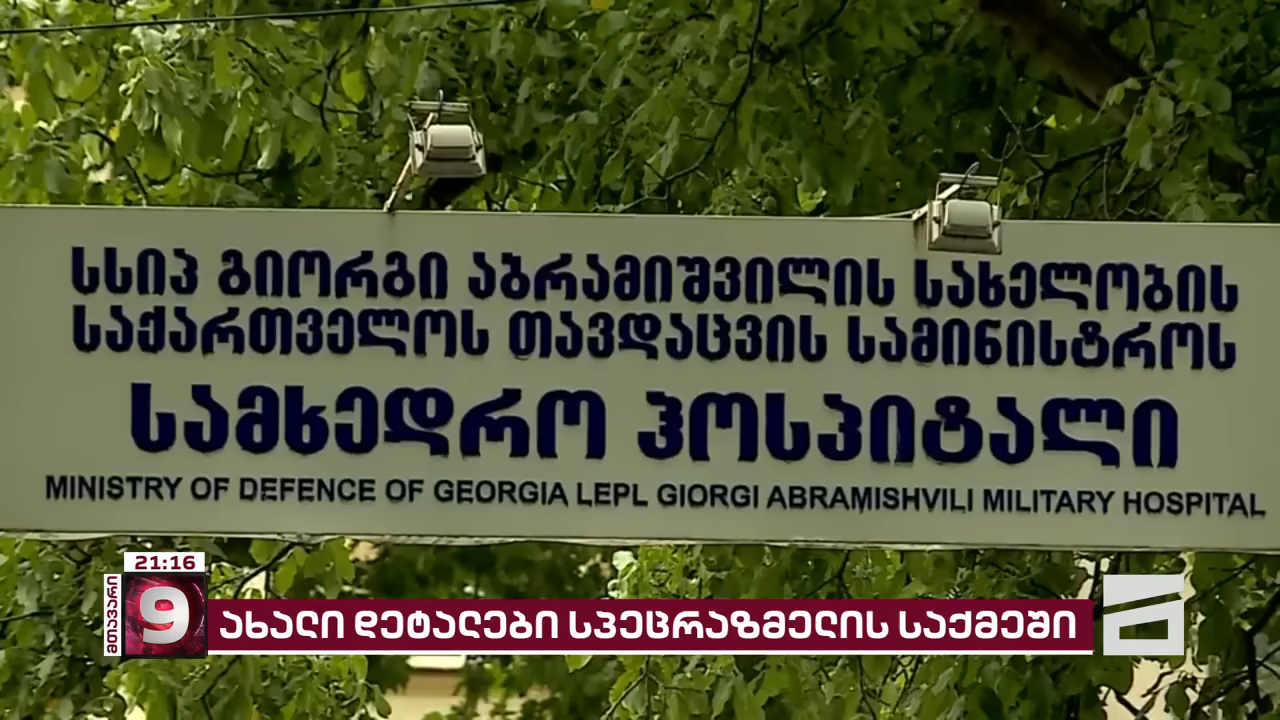 სსიპ გიორგი აბრამიშვილის სახელობის
საქართველოს თავდაცვის სამინისტროს
სამხედრო ჰოსპიტალი
MINISTRY OF DEFENCE OF GEORGIA LEPL GIORGI ABRAMISHVILI MILITARY HOSPITAL
21:16
მთავარი
9
ახალი დეტალები სპეცრაზმელის საქმეში